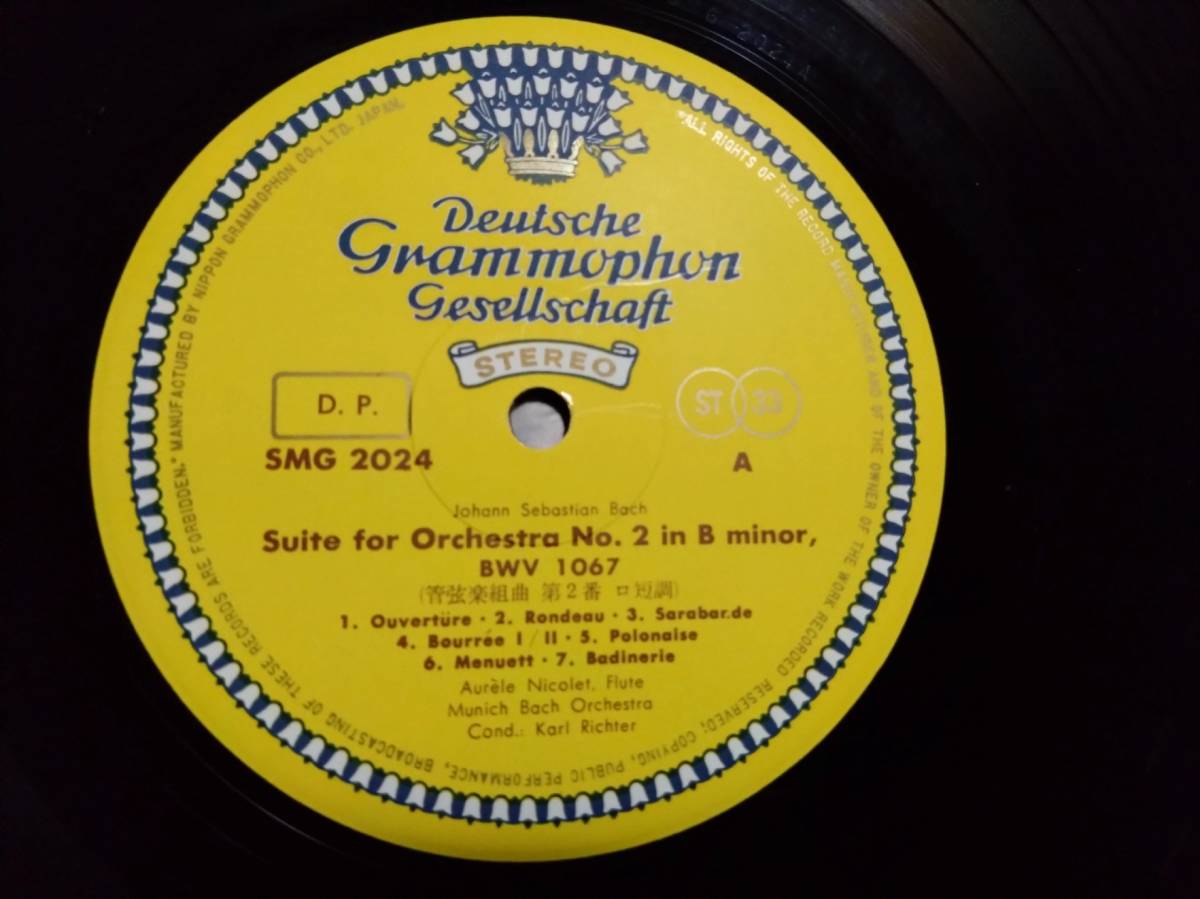 Deutsche
Grammophon
Gesellschaft
STEREO
D. P.
ST 33
SMG 2024
A
Johann Sebastian Bach
Suite for Orchestra No. 2 in B minor,
BWV 1067
(管弦楽組曲 第2番 ロ短調)
1. Ouvertüre · 2. Rondeau · 3. Sarabar.de
4. Bourrée I / II · 5. Polonaise
6. Menuett · 7. Badinerie
Aurèle Nicolet, Flute
Munich Bach Orchestra
Cond.: Karl Richter
"ALL RIGHTS OF THE RECORD MANUFACTURER AND OF THE OWNER OF THE WORK RECORDED RESERVED; COPYING, PUBLIC PERFORMANCE, BROADCASTING OF THESE RECORDS ARE FORBIDDEN." MANUFACTURED BY NIPPON GRAMMOPHON CO., LTD. JAPAN.